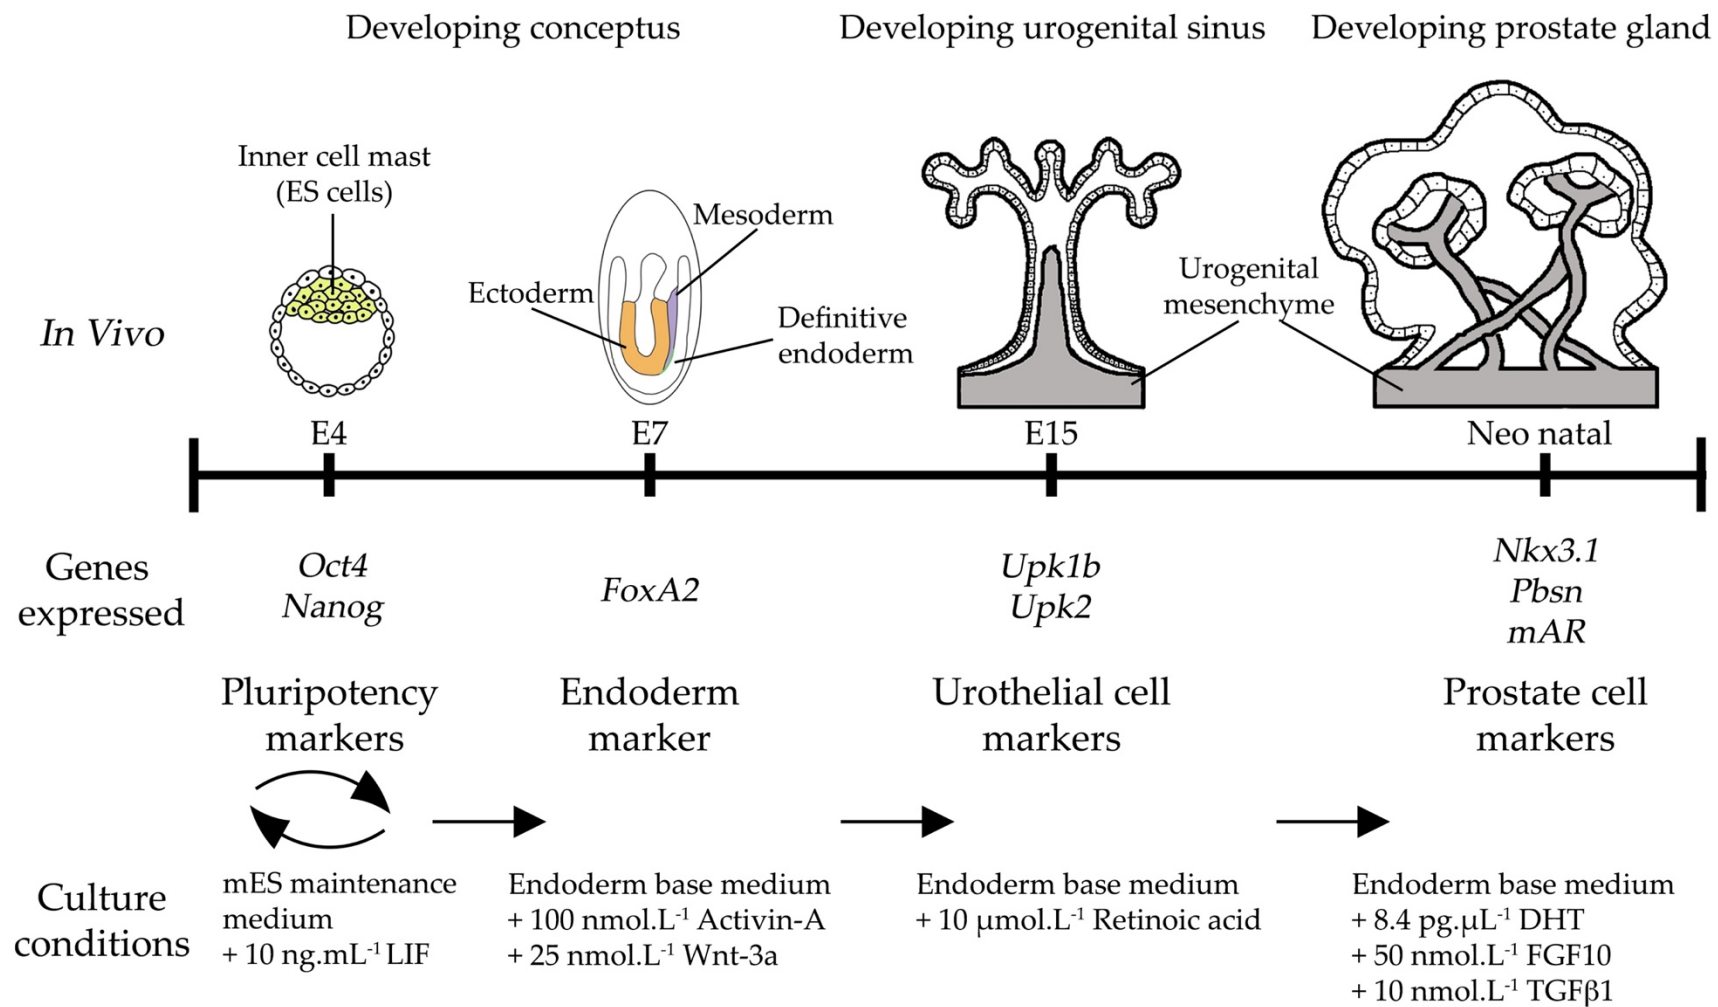 Developing conceptus
Developing urogenital sinus
Developing prostate gland
Inner cell mast
(ES cells)
Mesoderm
Ectoderm
Definitive
endoderm
Urogenital
mesenchyme
In Vivo
E4
E7
E15
Neo natal
Genes
expressed
Oct4
Nanog
FoxA2
Upk1b
Upk2
Nkx3.1
Pbsn
mAR
Pluripotency
markers
Endoderm
marker
Urothelial cell
markers
Prostate cell
markers
Culture
conditions
mES maintenance
medium
+ 10 ng.mL⁻¹ LIF
Endoderm base medium
+ 100 nmol.L⁻¹ Activin-A
+ 25 nmol.L⁻¹ Wnt-3a
Endoderm base medium
+ 10 µmol.L⁻¹ Retinoic acid
Endoderm base medium
+ 8.4 pg.µL⁻¹ DHT
+ 50 nmol.L⁻¹ FGF10
+ 10 nmol.L⁻¹ TGFβ1